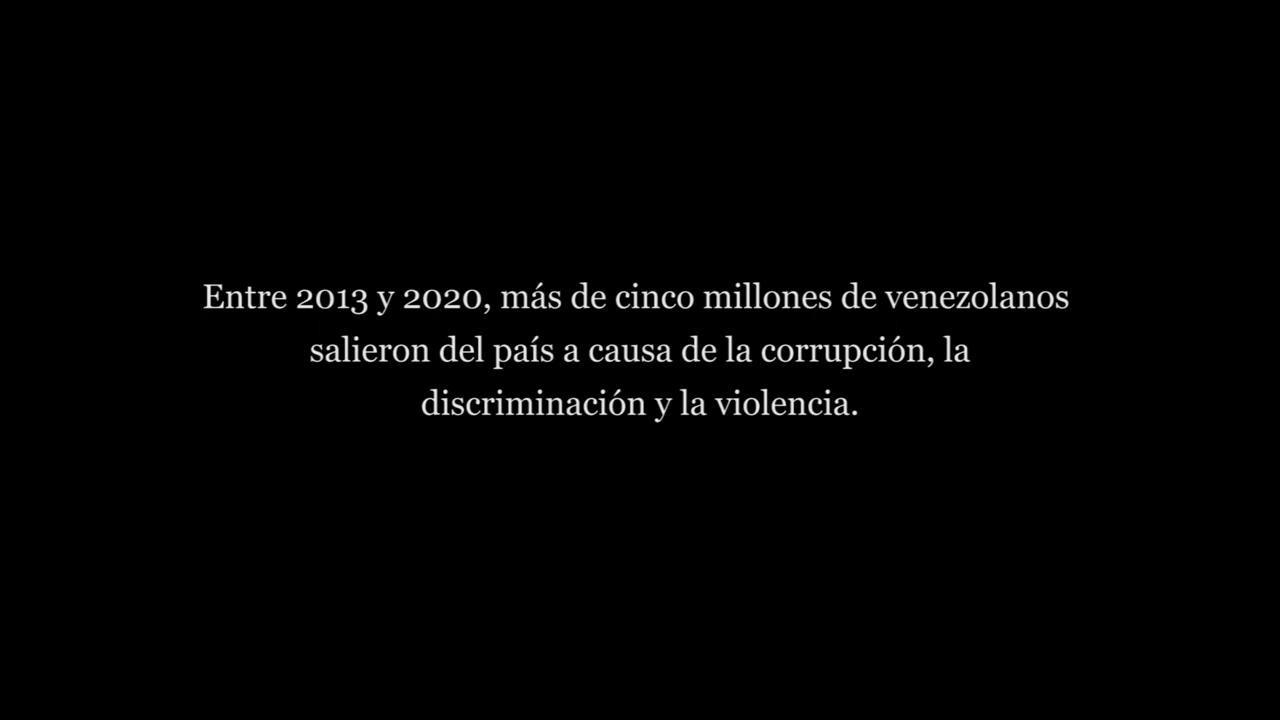 Entre 2013 y 2020, más de cinco millones de venezolanos
salieron del país a causa de la corrupción, la
discriminación y la violencia.